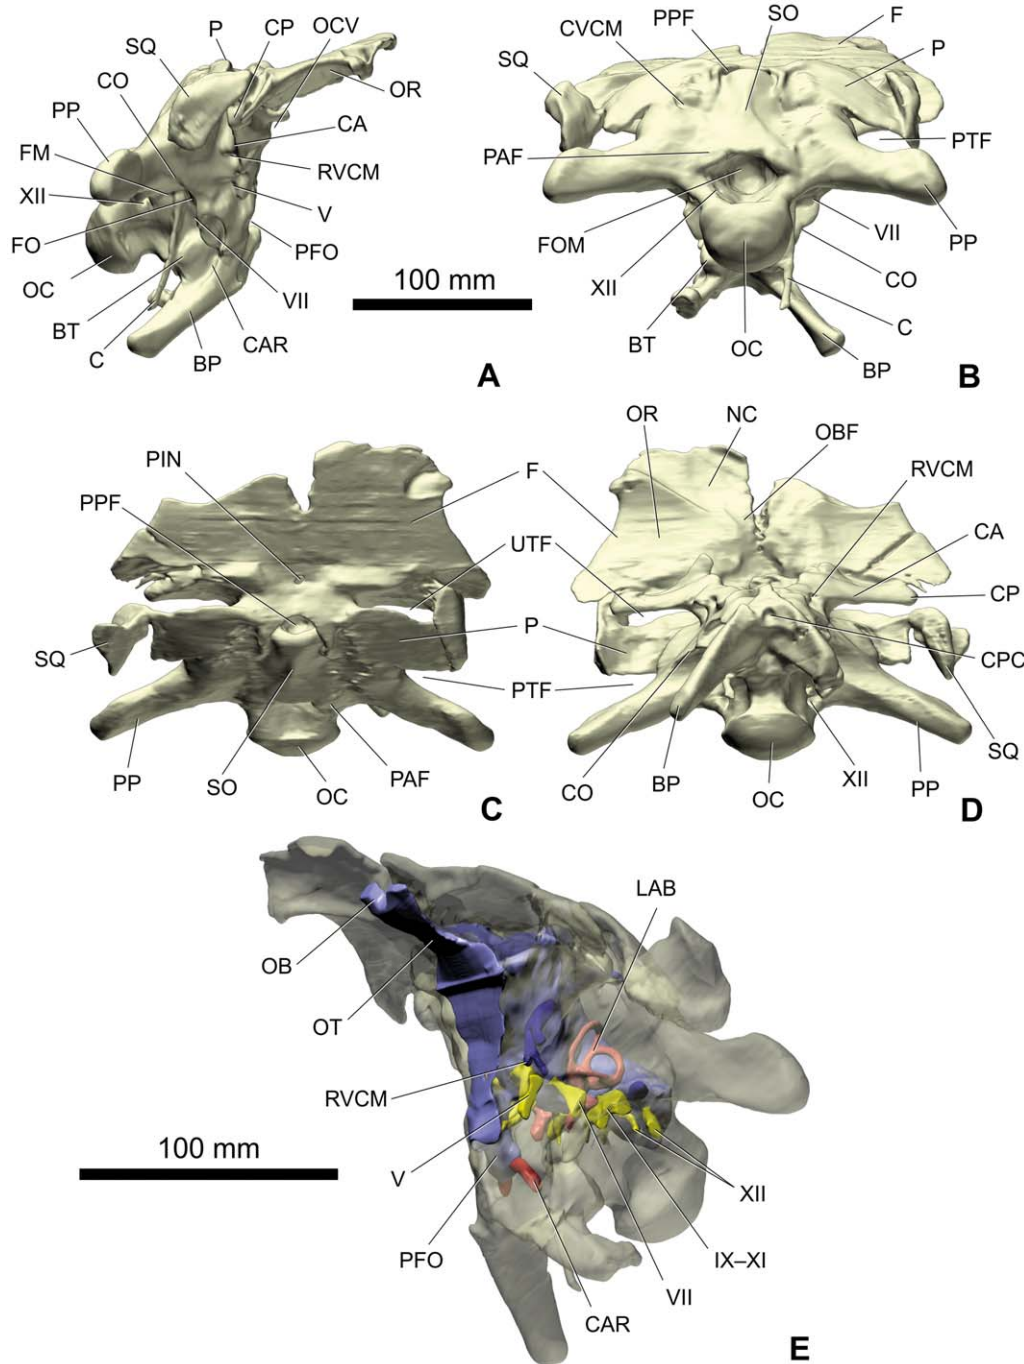 P
CP
OCV
SQ
CO
OR
PP
CA
FM
RVCM
XII
V
FO
PFO
OC
VII
BT
CAR
C
BP
A
100 mm
CVCM
PPF
SO
F
P
SQ
PTF
PAF
FOM
VII
PP
XII
CO
BT
OC
C
BP
B
PIN
PPF
F
UTF
P
SQ
PTF
PP
SO
OC
PAF
C
OR
NC
OBF
RVCM
CA
CP
CPC
SQ
CO
BP
OC
XII
PP
D
LAB
OB
OT
RVCM
100 mm
V
XII
PFO
IX–XI
VII
CAR
E